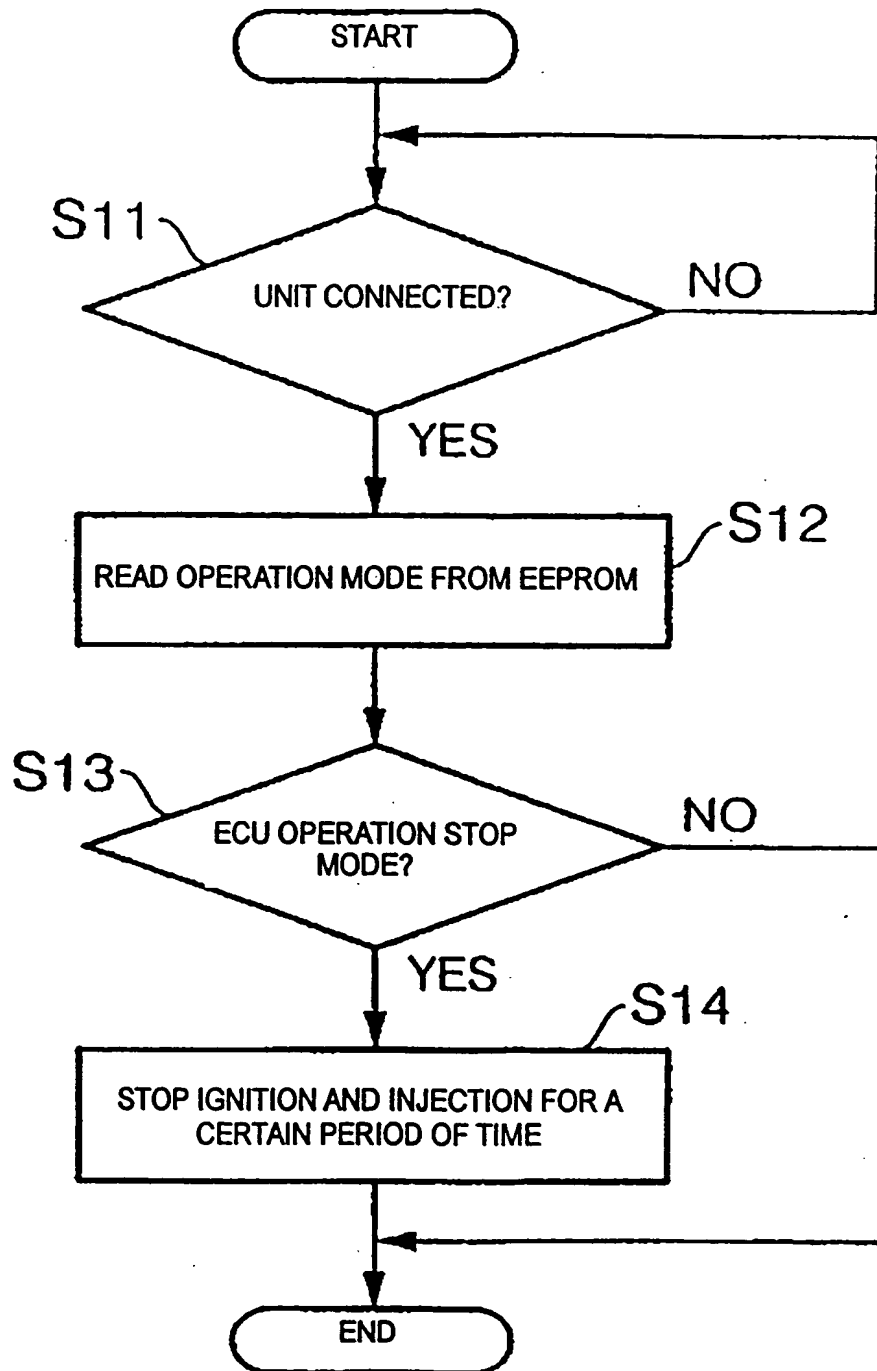 START
S11
UNIT CONNECTED?
NO
YES
S12
READ OPERATION MODE FROM EEPROM
S13
ECU OPERATION STOP
MODE?
NO
YES
S14
STOP IGNITION AND INJECTION FOR A
CERTAIN PERIOD OF TIME
END